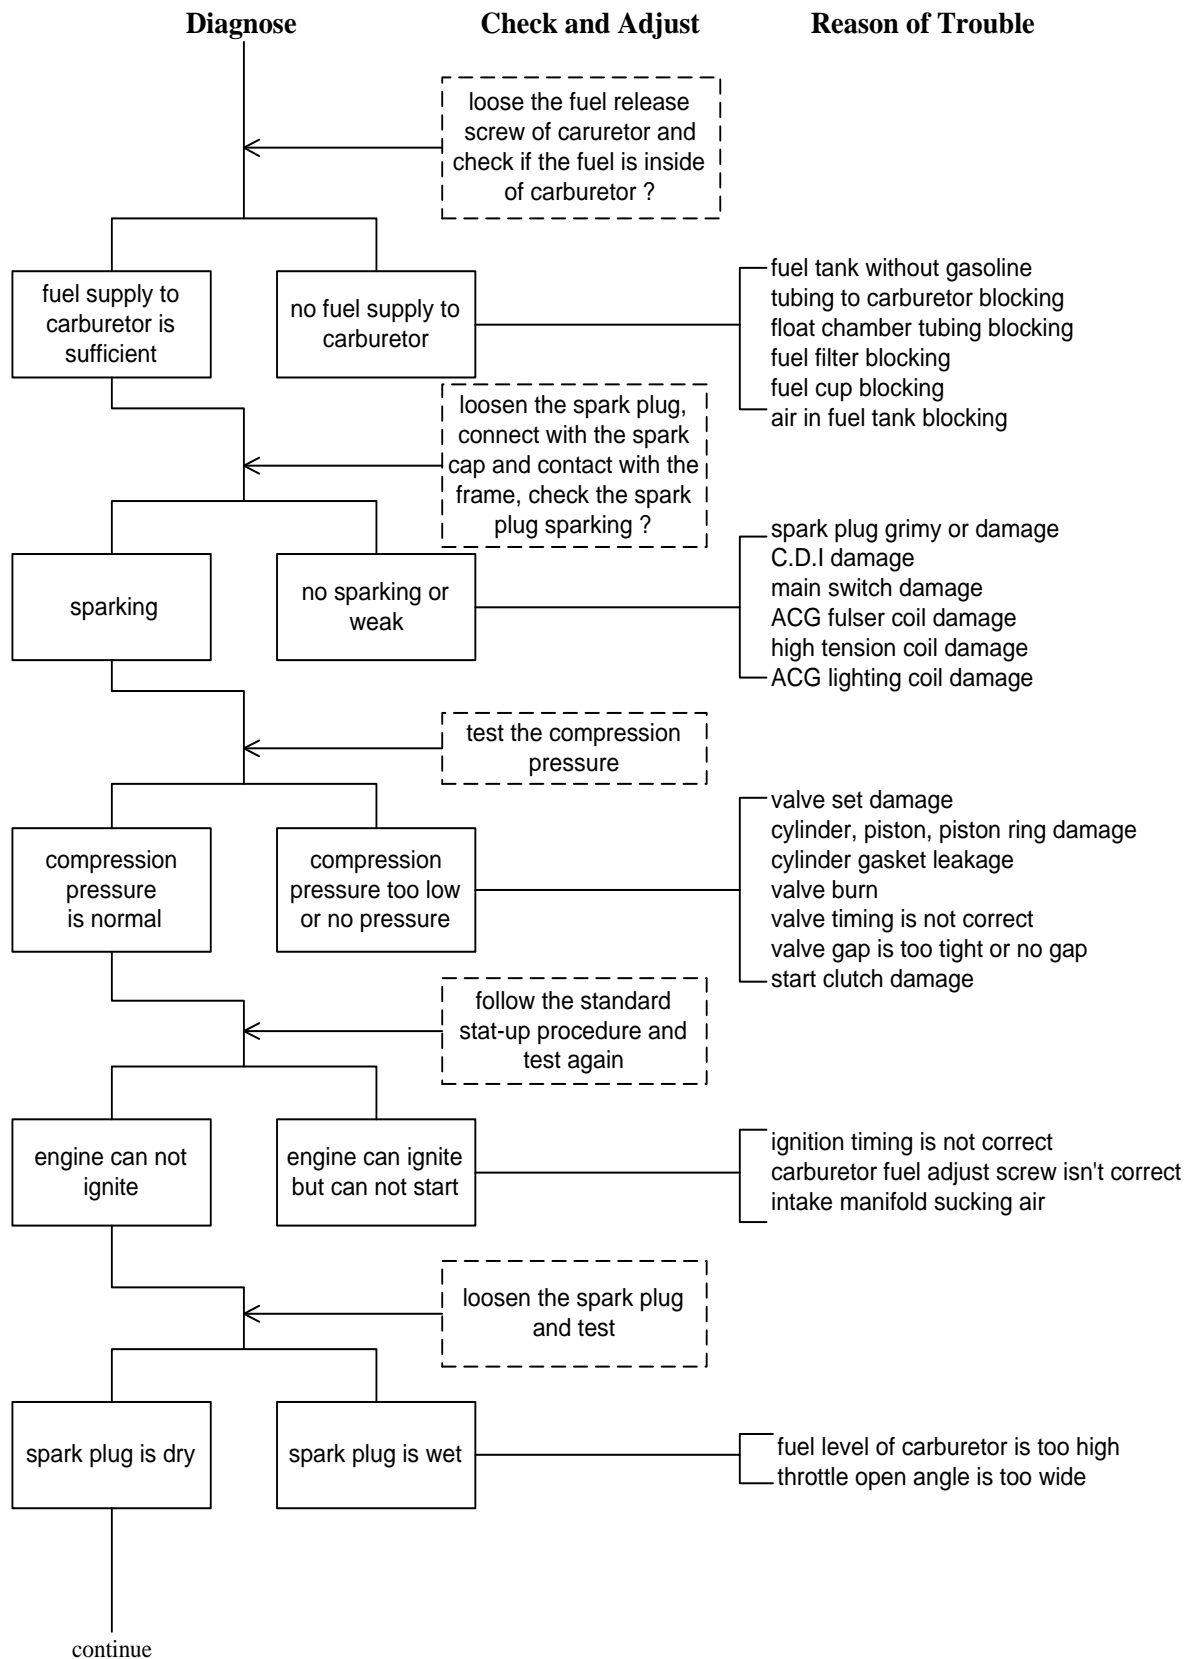 Diagnose
Check and Adjust
Reason of Trouble
loose the fuel release
screw of caruretor and
check if the fuel is inside
of carburetor ?
fuel supply to
carburetor is
sufficient
no fuel supply to
carburetor
fuel tank without gasoline
tubing to carburetor blocking
float chamber tubing blocking
fuel filter blocking
fuel cup blocking
air in fuel tank blocking
loosen the spark plug,
connect with the spark
cap and contact with the
frame, check the spark
plug sparking ?
sparking
no sparking or
weak
spark plug grimy or damage
C.D.I damage
main switch damage
ACG fulser coil damage
high tension coil damage
ACG lighting coil damage
test the compression
pressure
compression
pressure
is normal
compression
pressure too low
or no pressure
valve set damage
cylinder, piston, piston ring damage
cylinder gasket leakage
valve burn
valve timing is not correct
valve gap is too tight or no gap
start clutch damage
follow the standard
stat-up procedure and
test again
engine can not
ignite
engine can ignite
but can not start
ignition timing is not correct
carburetor fuel adjust screw isn't correct
intake manifold sucking air
loosen the spark plug
and test
spark plug is dry
spark plug is wet
fuel level of carburetor is too high
throttle open angle is too wide
continue